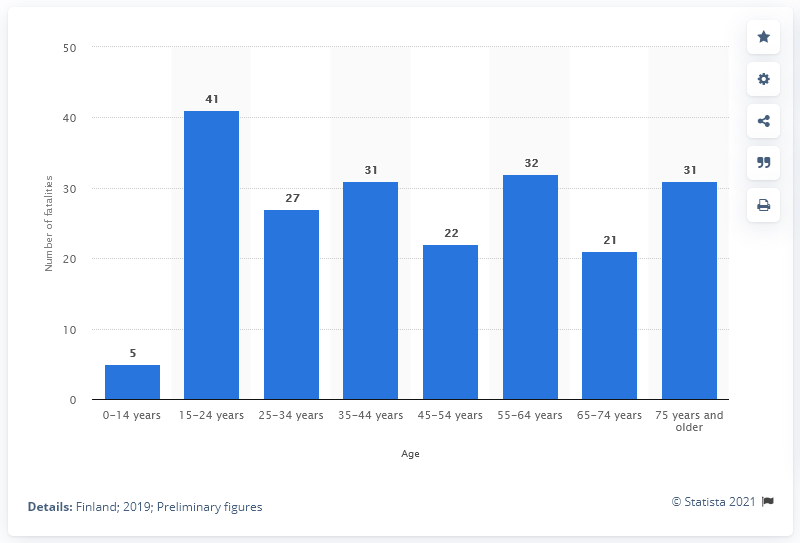 50
40
30
20
10
0
Number of fatalities
5
41
27
31
22
32
21
31
0–14 years
15–24 years
25–34 years
35–44 years
45–54 years
55–64 years
65–74 years
75 years and
older
Age
Details: Finland; 2019; Preliminary figures
© Statista 2021